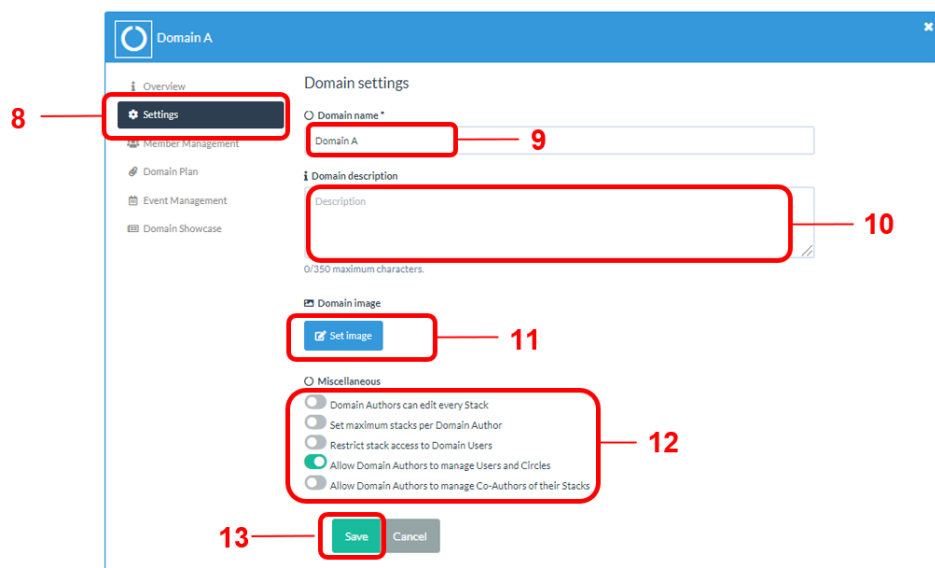 Domain A
×
Overview
8
Settings
Member Management
Domain Plan
Event Management
Domain Showcase
Domain settings
Domain name *
Domain A
9
Domain description
Description
10
0/350 maximum characters.
Domain image
Set image
11
Miscellaneous
Domain Authors can edit every Stack
Set maximum stacks per Domain Author
Restrict stack access to Domain Users
Allow Domain Authors to manage Users and Circles
Allow Domain Authors to manage Co-Authors of their Stacks
12
13
Save
Cancel